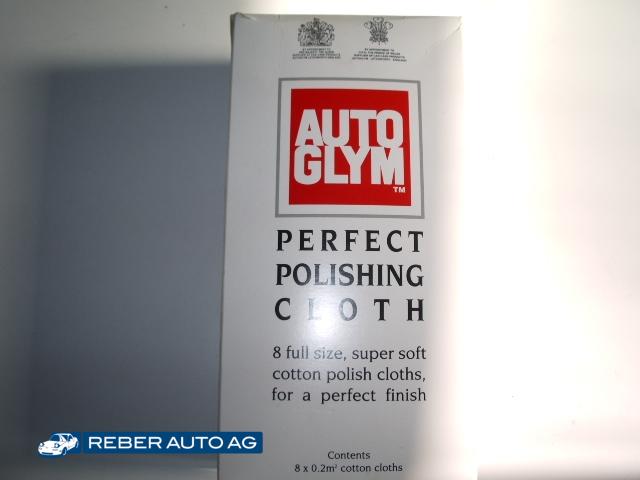 AUTO
GLYM
TM
PERFECT
POLISHING
CLOTH
8 full size, super soft
cotton polish cloths,
for a perfect finish
REBER AUTO AG
Contents
8 x 0.2m² cotton cloths